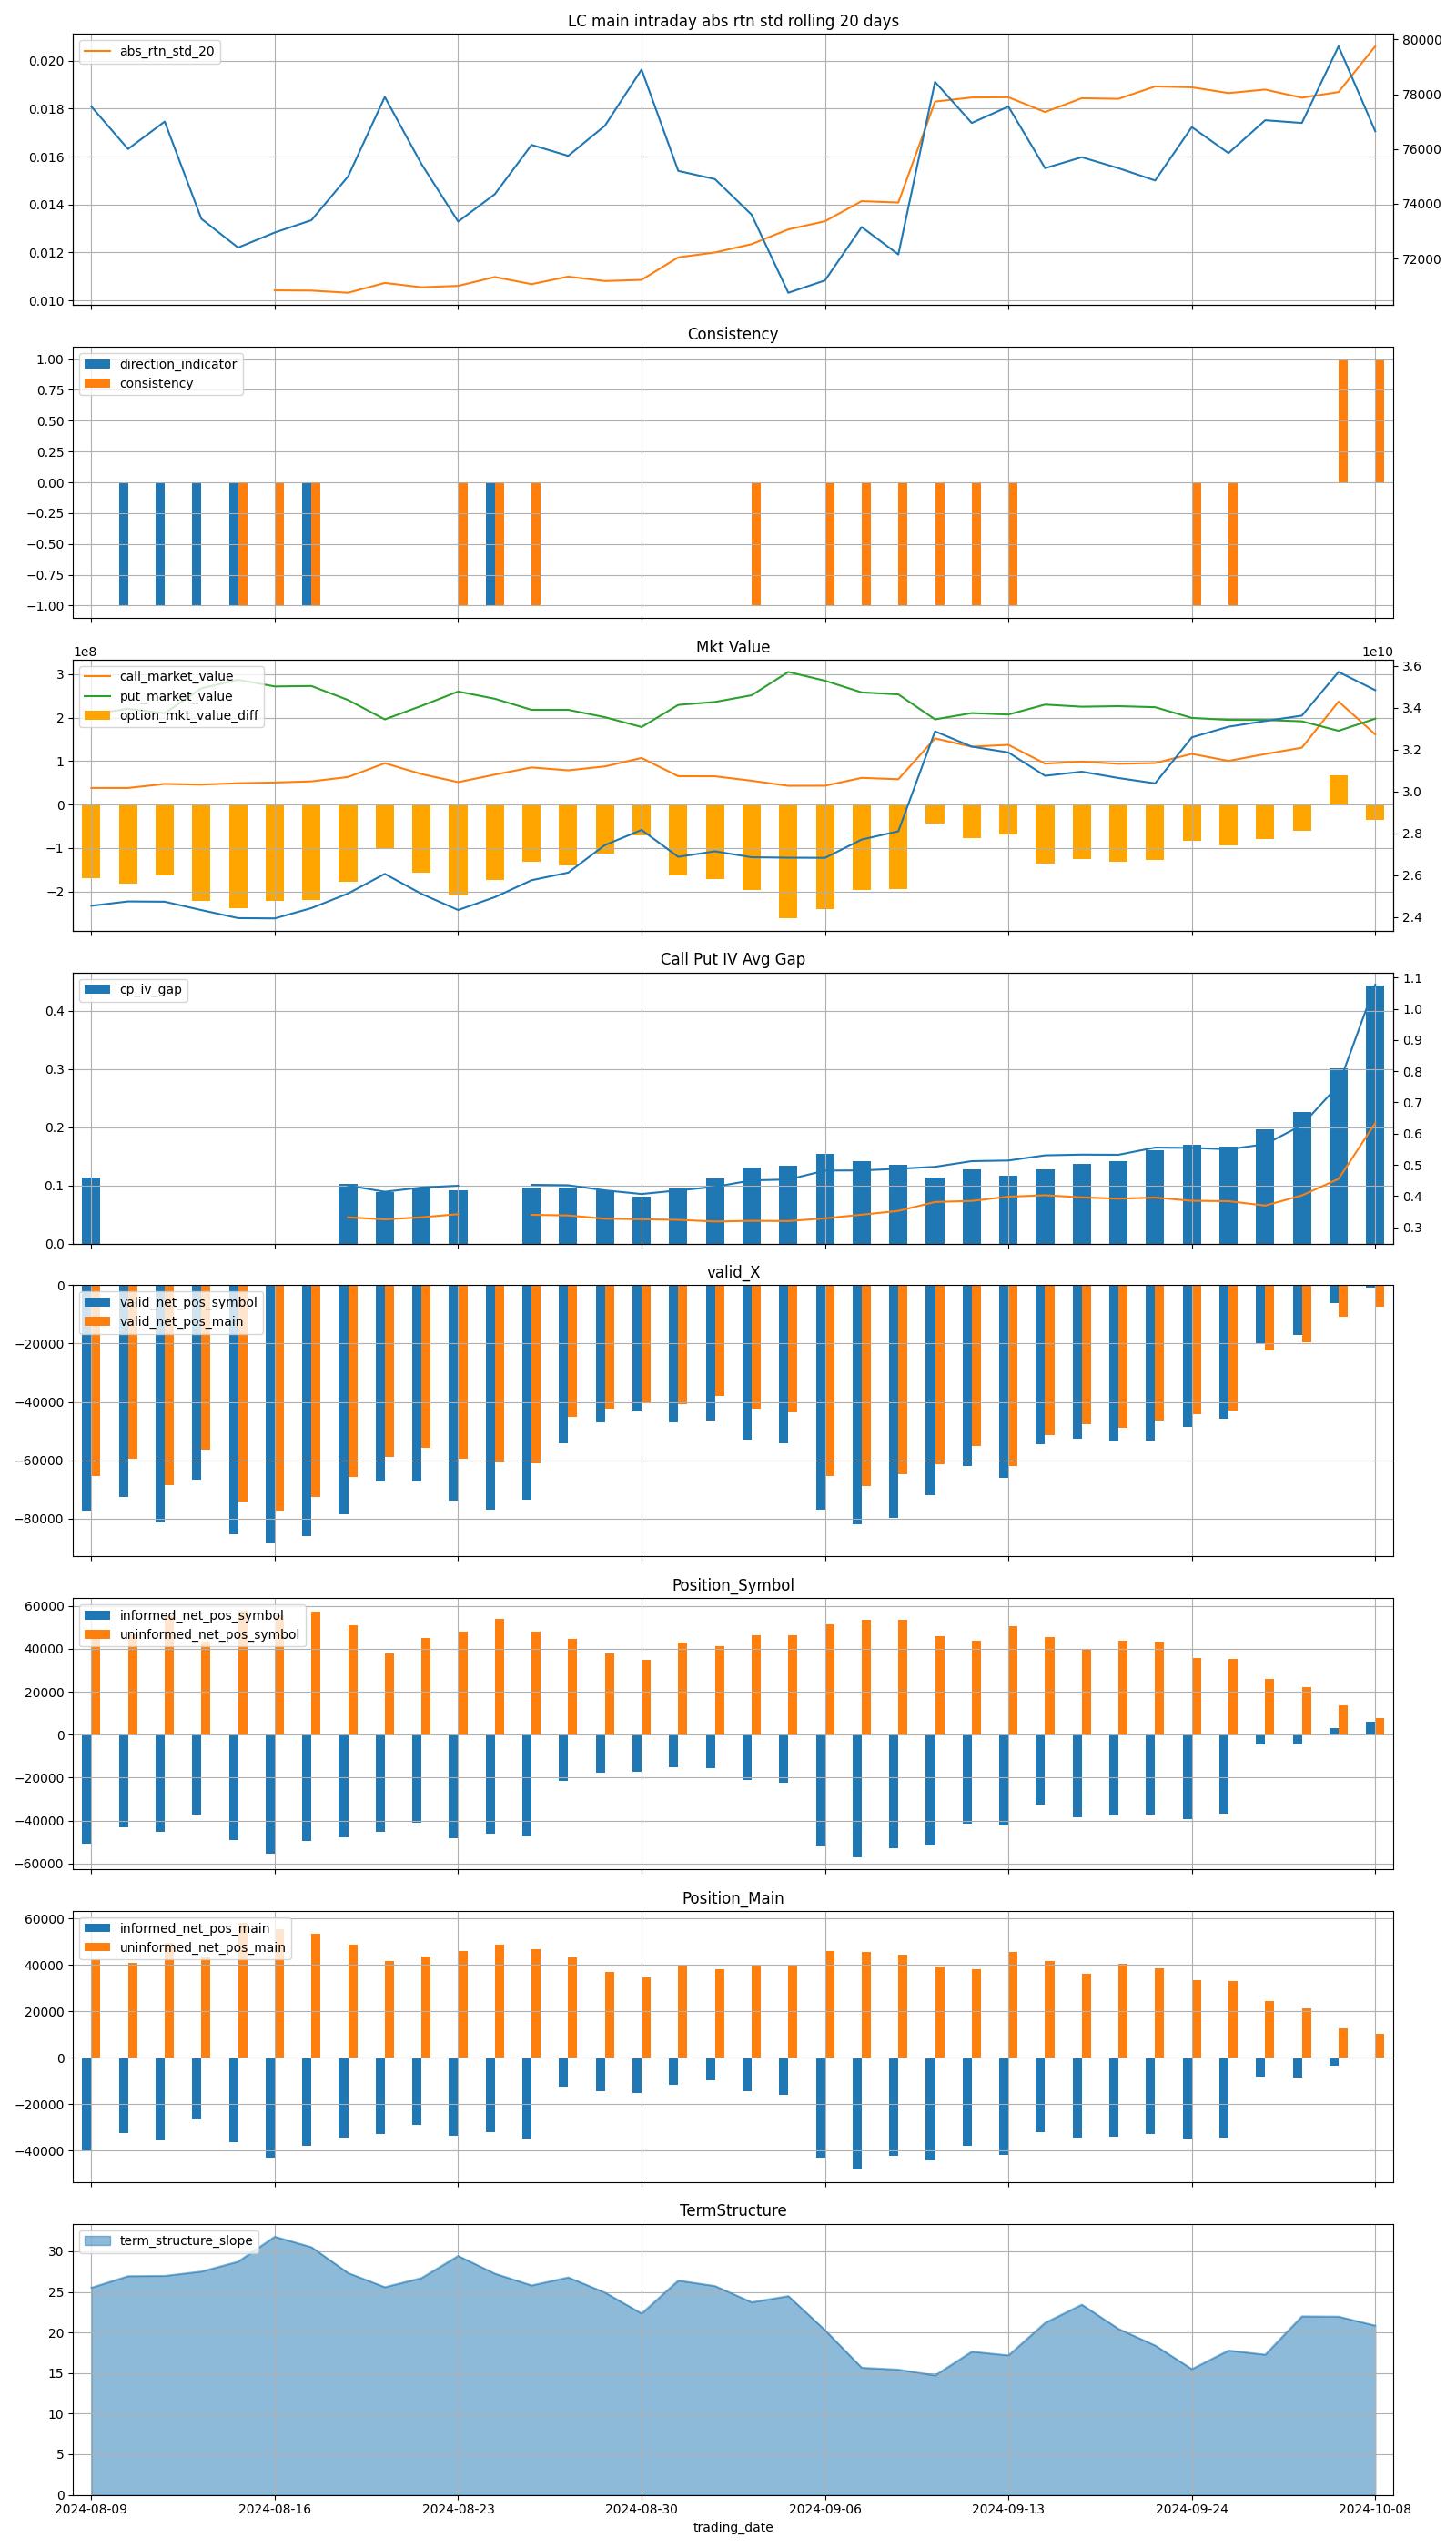 LC main intraday abs rtn std rolling 20 days
abs_rtn_std_20
0.020
0.018
0.016
0.014
0.012
0.010
80000
78000
76000
74000
72000
Consistency
direction_indicator
consistency
1.00
0.75
0.50
0.25
0.00
−0.25
−0.50
−0.75
−1.00
Mkt Value
1e8
1e10
call_market_value
put_market_value
option_mkt_value_diff
3
2
1
0
−1
−2
3.6
3.4
3.2
3.0
2.8
2.6
2.4
Call Put IV Avg Gap
cp_iv_gap
0.4
0.3
0.2
0.1
0.0
1.1
1.0
0.9
0.8
0.7
0.6
0.5
0.4
0.3
valid_X
valid_net_pos_symbol
valid_net_pos_main
0
−20000
−40000
−60000
−80000
Position_Symbol
informed_net_pos_symbol
uninformed_net_pos_symbol
60000
40000
20000
0
−20000
−40000
−60000
Position_Main
informed_net_pos_main
uninformed_net_pos_main
60000
40000
20000
0
−20000
−40000
TermStructure
term_structure_slope
30
25
20
15
10
5
0
2024-08-09 2024-08-16 2024-08-23 2024-08-30 2024-09-06 2024-09-13 2024-09-24 2024-10-08
trading_date